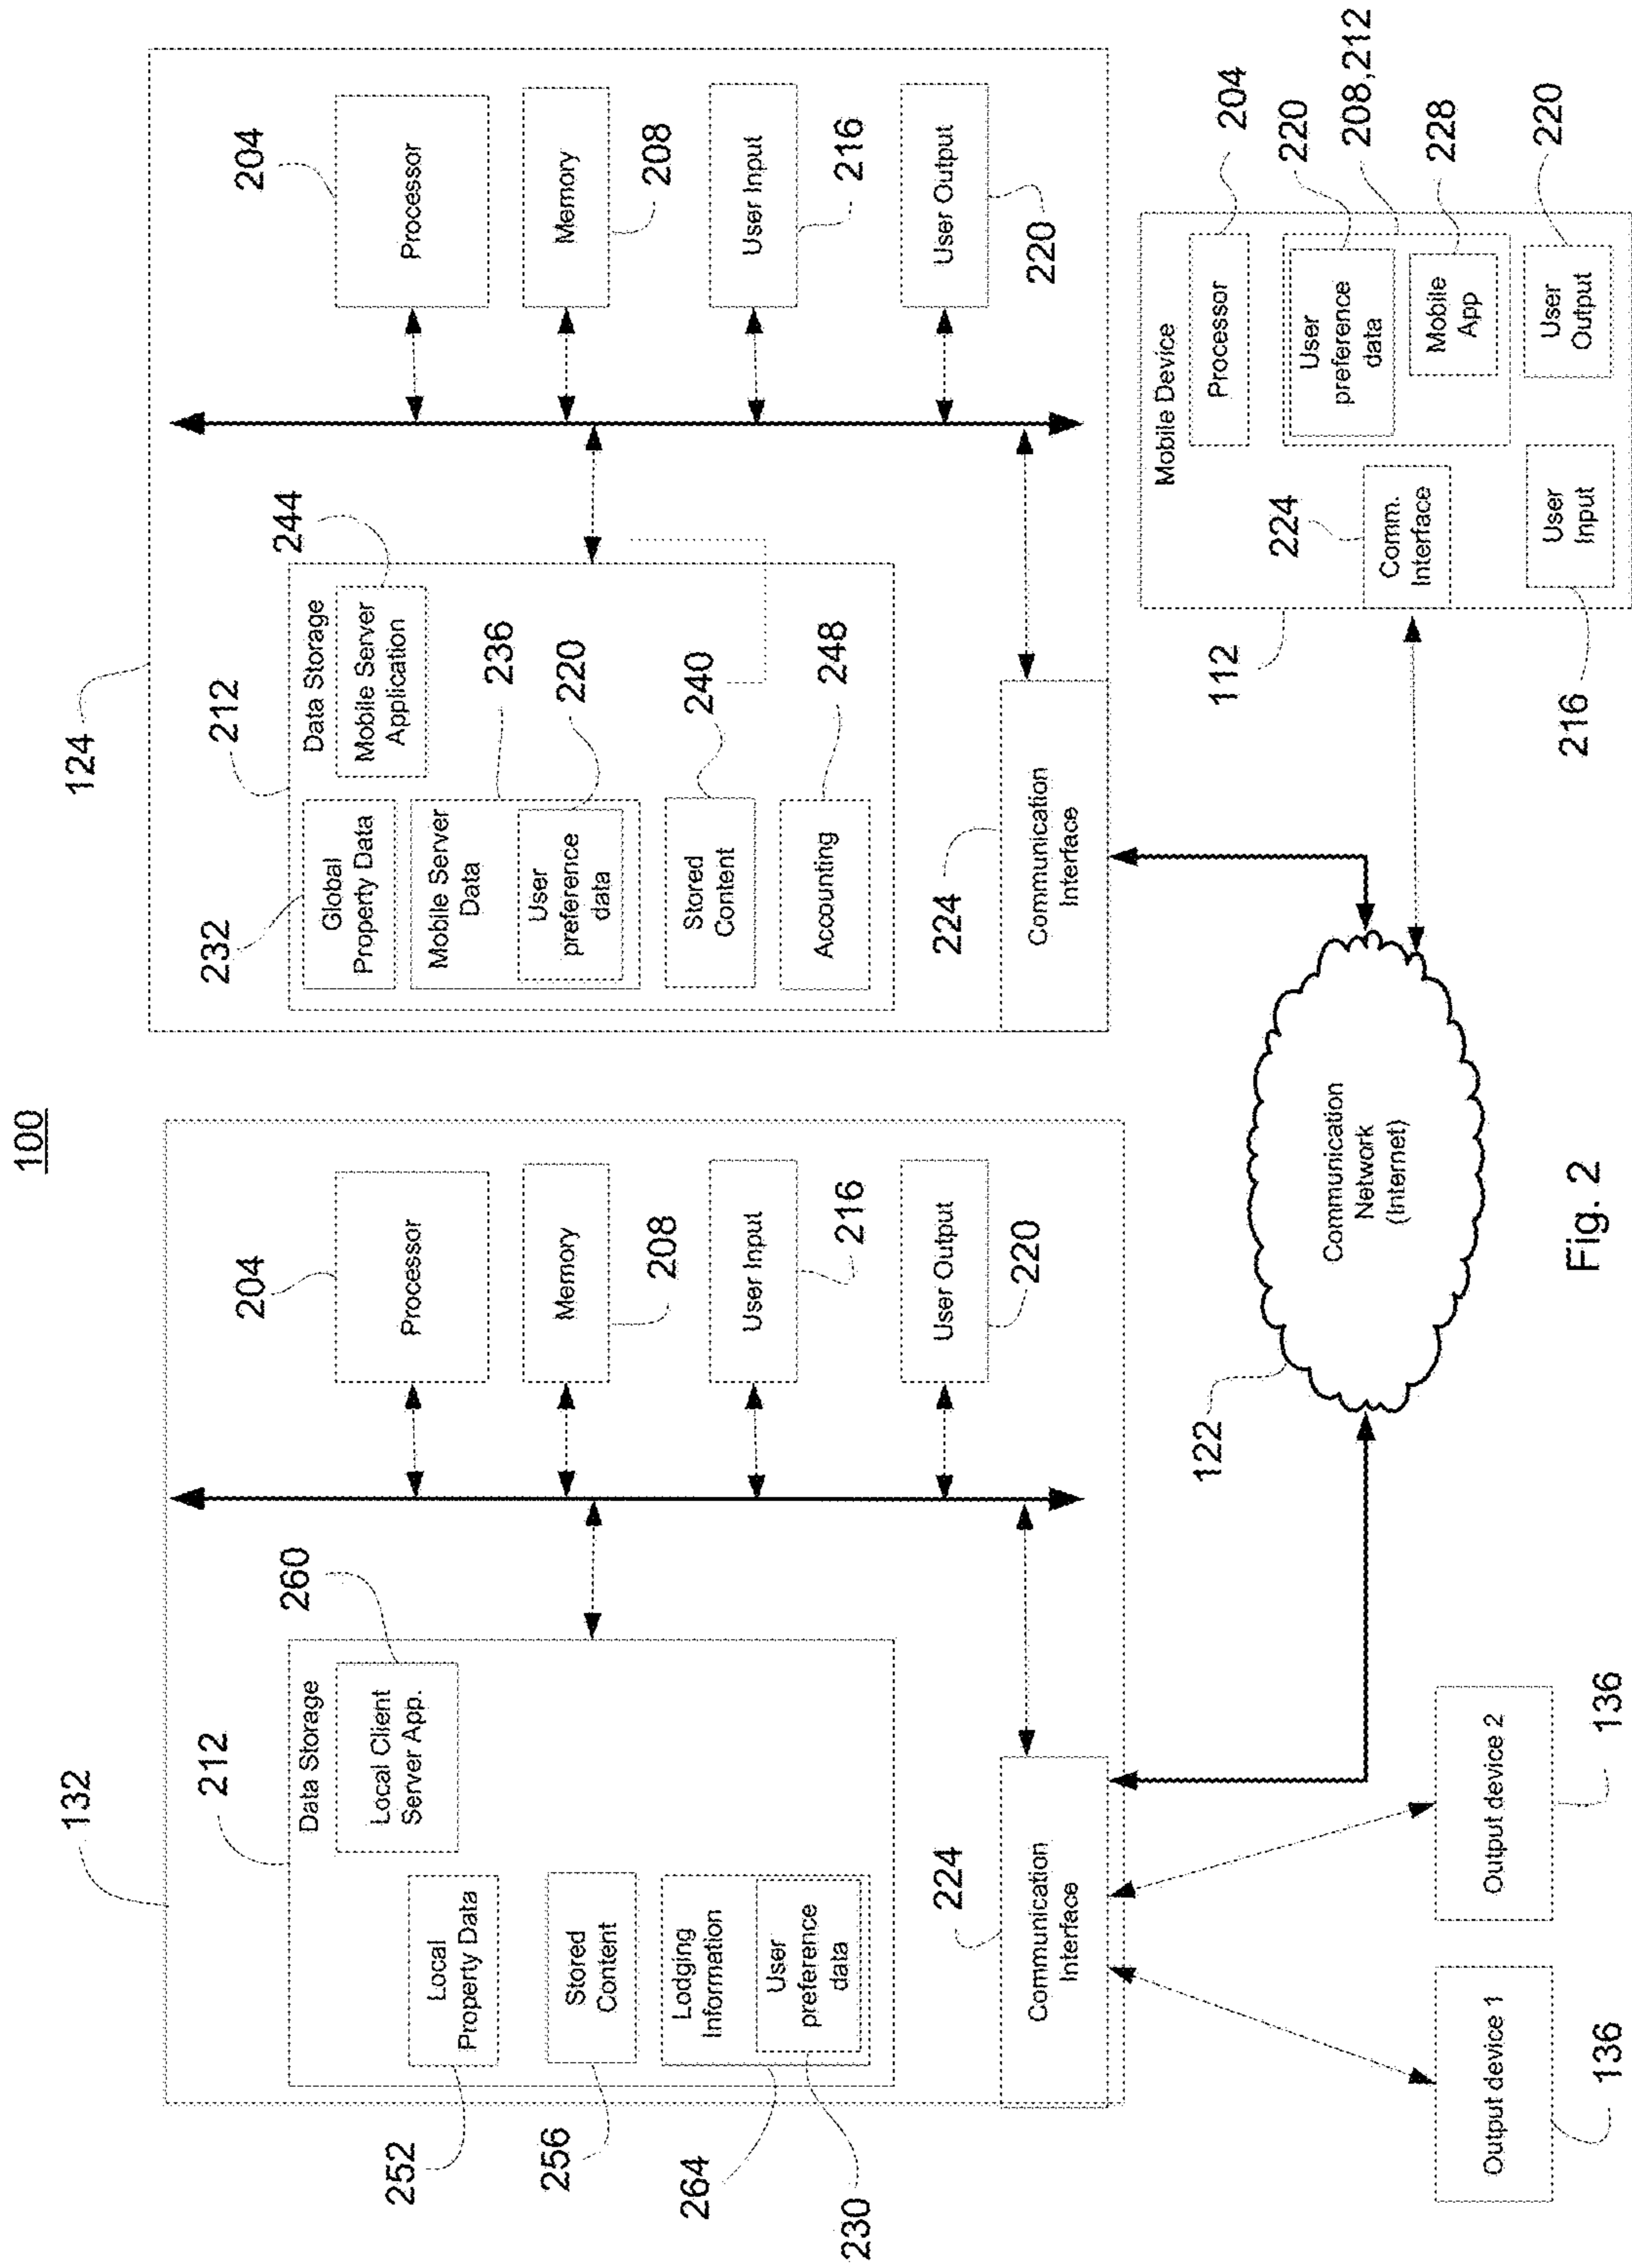 100
132
212
Data Storage
260
Local Client
Server App.
252
Local
Property Data
256
Stored
Content
264
Lodging
Information
230
User
preference
data
204
Processor
Memory
208
User Input
216
User Output
220
224
Communication
Interface
Output device 1
136
Output device 2
136
122
Communication
Network
(Internet)
124
212
Data Storage
244
Mobile Server
Application
232
Global
Property Data
236
Mobile Server
Data
220
User
preference
data
240
Stored
Content
248
Accounting
204
Processor
Memory
208
User Input
216
User Output
220
224
Communication
Interface
112
Mobile Device
204
Processor
220
User
preference
data
208,212
228
Mobile
App
224
Comm.
Interface
216
User
Input
220
User
Output
Fig. 2